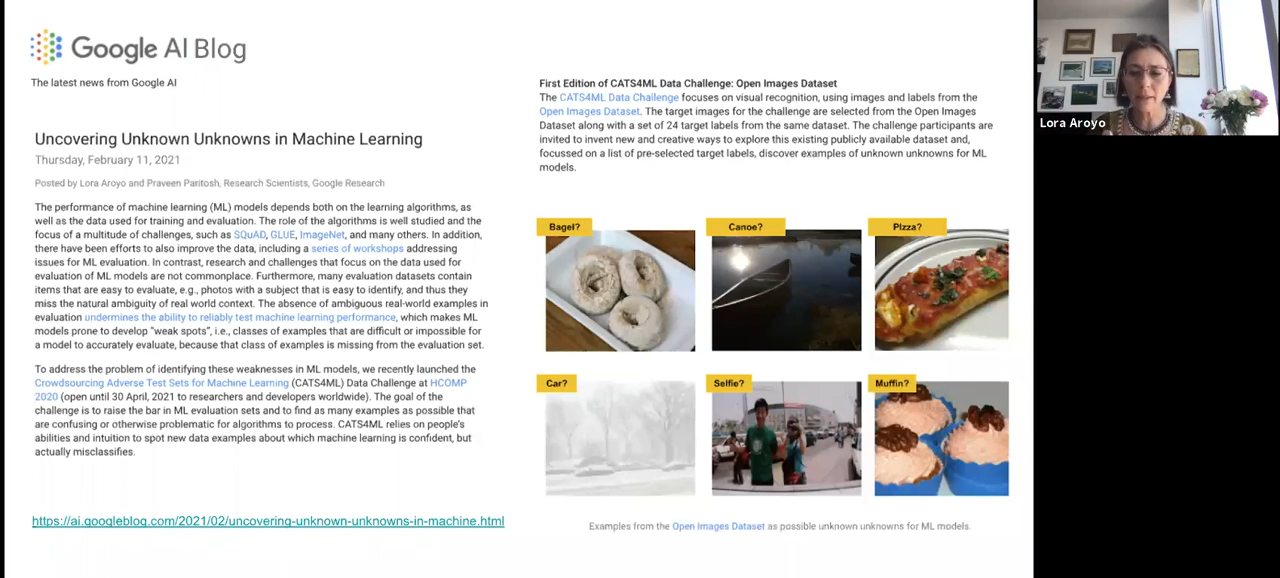 Google AI Blog
The latest news from Google AI
Uncovering Unknown Unknowns in Machine Learning
Thursday, February 11, 2021
Posted by Lora Aroyo and Praveen Paritosh, Research Scientists, Google Research
The performance of machine learning (ML) models depends both on the learning algorithms, as
well as the data used for training and evaluation. The role of the algorithms is well studied and the
focus of a multitude of challenges, such as SQuAD, GLUE, ImageNet, and many others. In addition,
there have been efforts to also improve the data, including a series of workshops addressing
issues for ML evaluation. In contrast, research and challenges that focus on the data used for
evaluation of ML models are not commonplace. Furthermore, many evaluation datasets contain
items that are easy to evaluate, e.g., photos with a subject that is easy to identify, and thus they
miss the natural ambiguity of real world context. The absence of ambiguous real-world examples in
evaluation undermines the ability to reliably test machine learning performance, which makes ML
models prone to develop "weak spots", i.e., classes of examples that are difficult or impossible for
a model to accurately evaluate, because that class of examples is missing from the evaluation set.
To address the problem of identifying these weaknesses in ML models, we recently launched the
Crowdsourcing Adverse Test Sets for Machine Learning (CATS4ML) Data Challenge at HCOMP
2020 (open until 30 April, 2021 to researchers and developers worldwide). The goal of the
challenge is to raise the bar in ML evaluation sets and to find as many examples as possible that
are confusing or otherwise problematic for algorithms to process. CATS4ML relies on people's
abilities and intuition to spot new data examples about which machine learning is confident, but
actually misclassifies.
https://ai.googleblog.com/2021/02/uncovering-unknown-unknowns-in-machine.html
First Edition of CATS4ML Data Challenge: Open Images Dataset
The CATS4ML Data Challenge focuses on visual recognition, using images and labels from the
Open Images Dataset. The target images for the challenge are selected from the Open Images
Dataset along with a set of 24 target labels from the same dataset. The challenge participants are
invited to invent new and creative ways to explore this existing publicly available dataset and,
focussed on a list of pre-selected target labels, discover examples of unknown unknowns for ML
models.
Bagel?
Canoe?
Pizza?
Car?
Selfie?
Muffin?
Examples from the Open Images Dataset as possible unknown unknowns for ML models.
Lora Aroyo